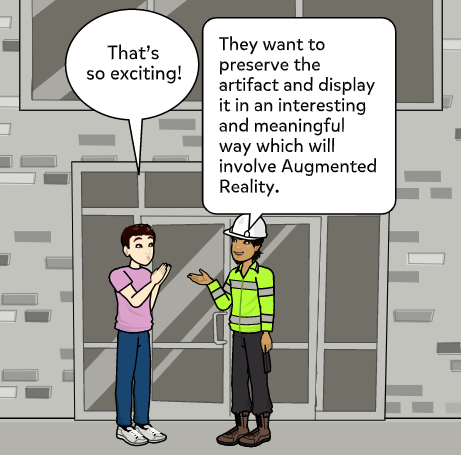 That's
so exciting!
They want to
preserve the
artifact and display
it in an interesting
and meaningful
way which will
involve Augmented
Reality.